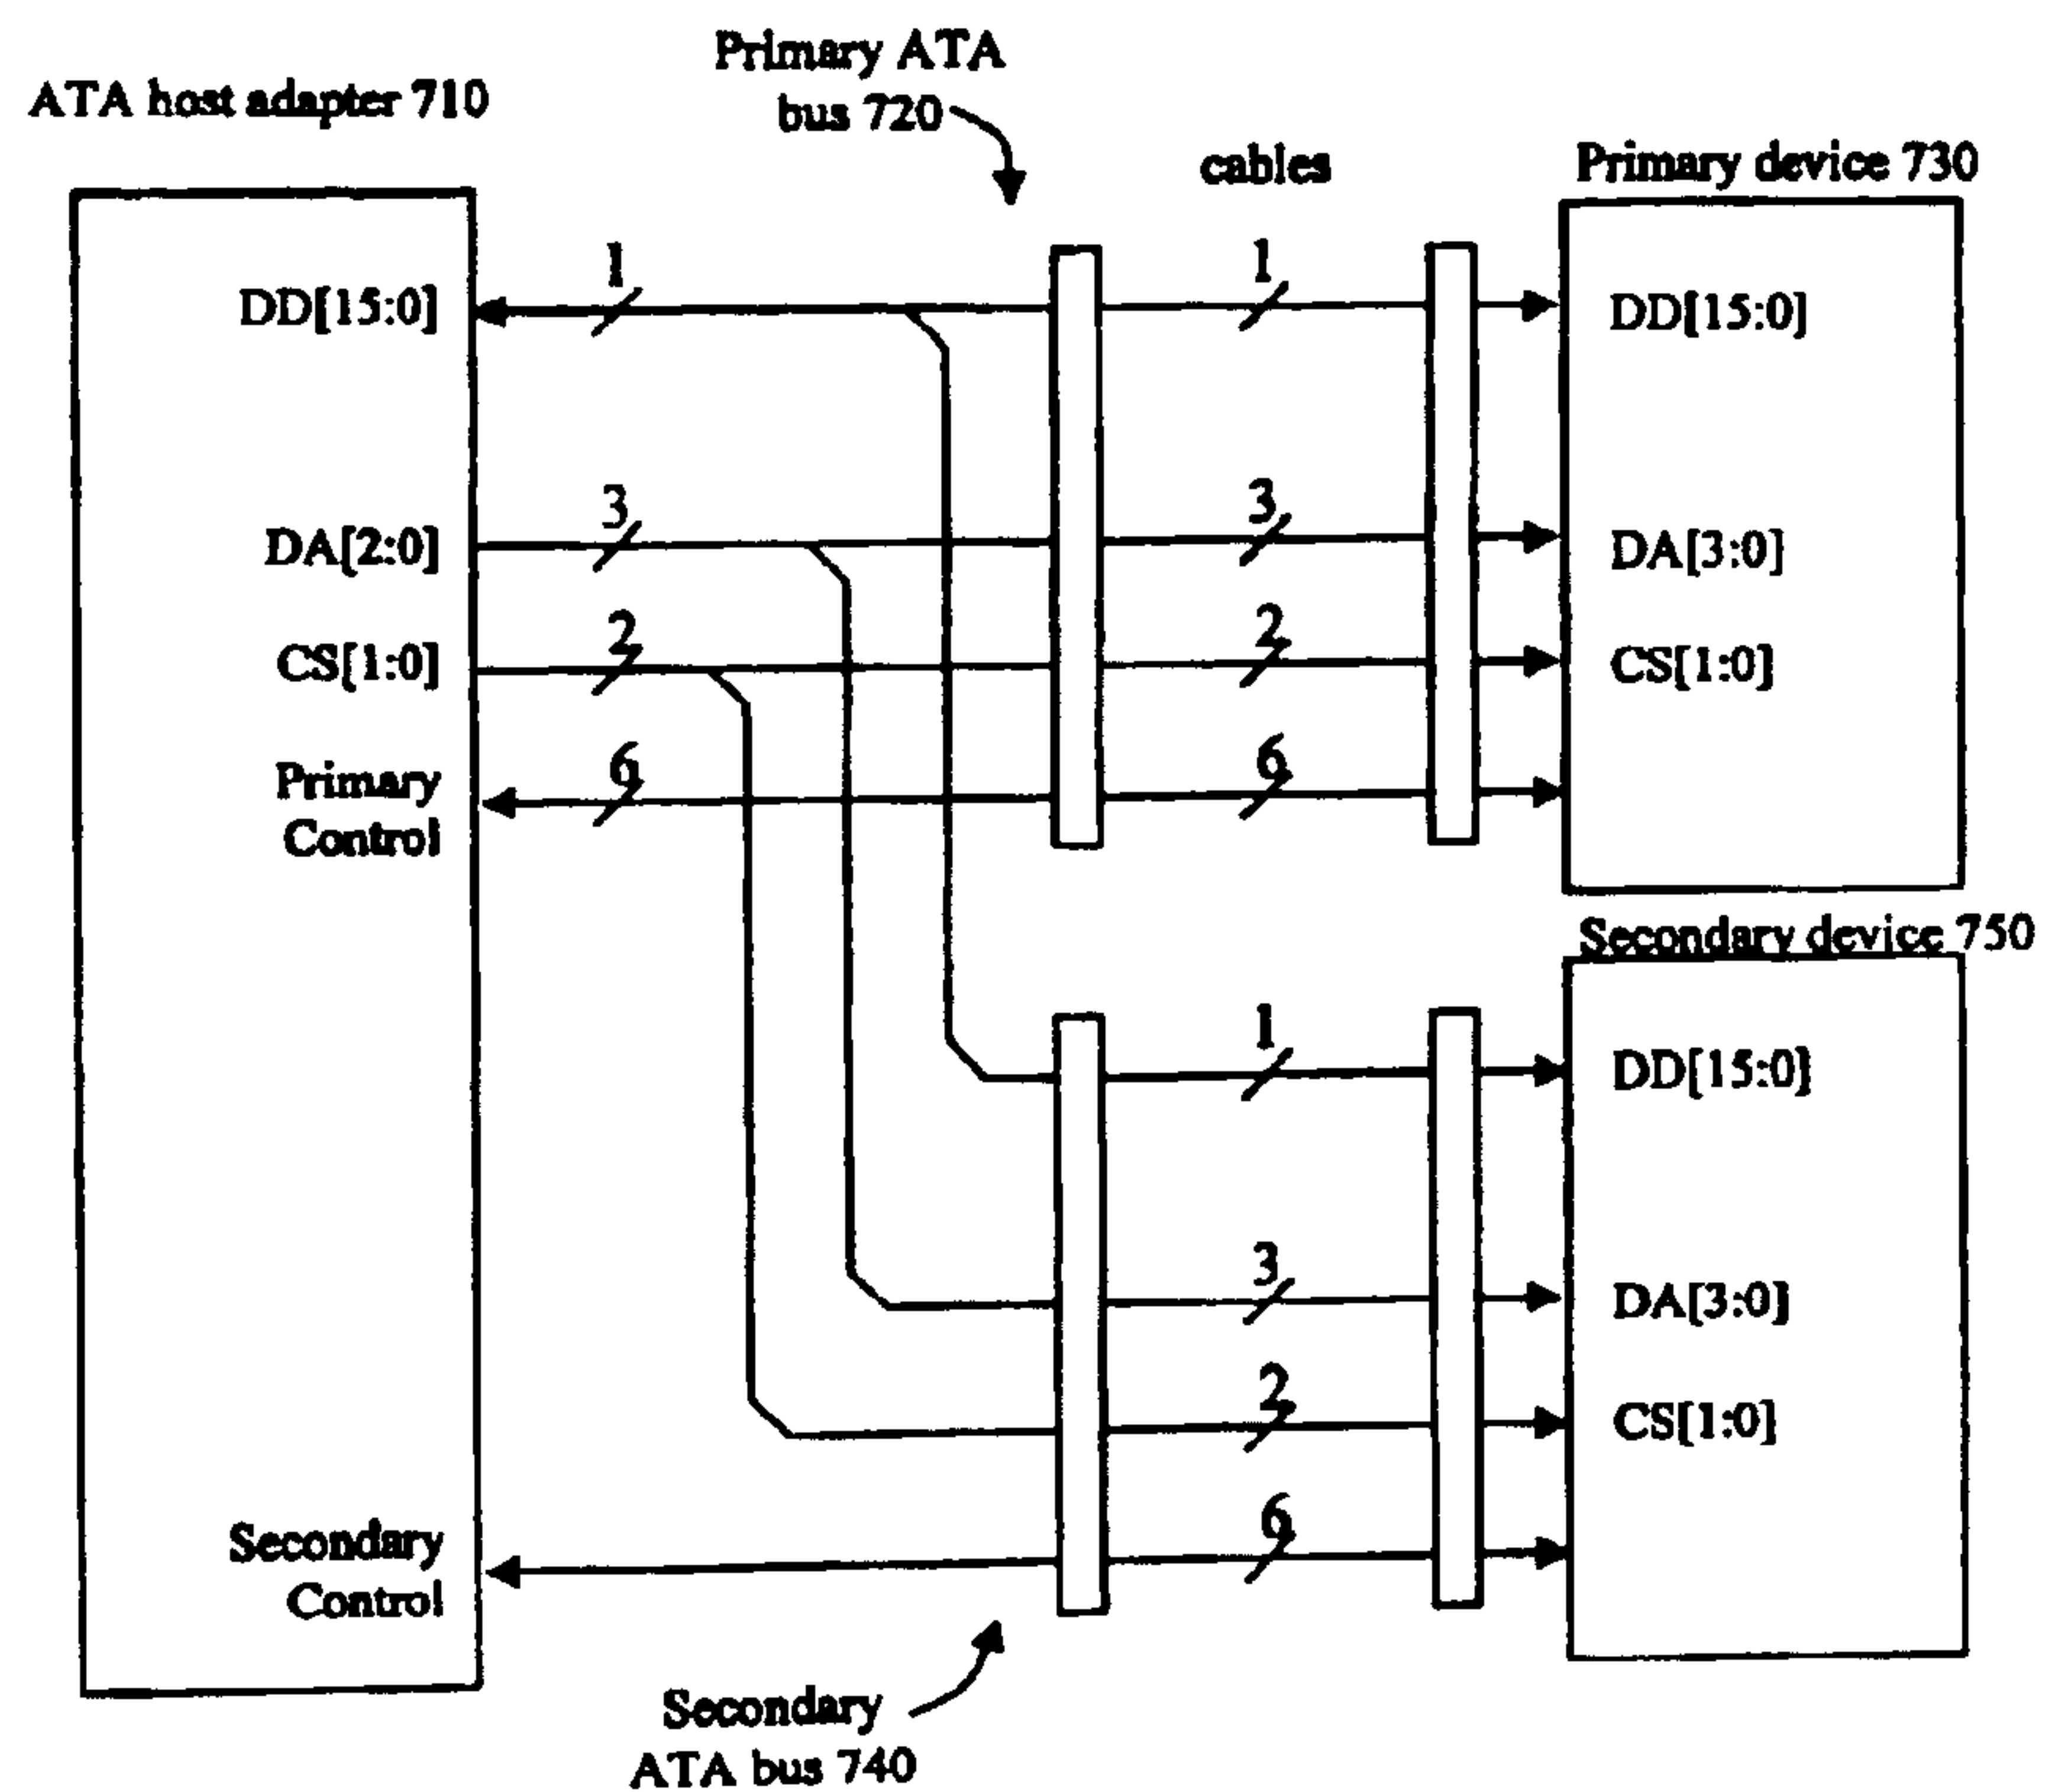 Primary ATA
bus 720
ATA host adapter 710
cables
Primary device 730
1
1
DD[15:0]
DD[15:0]
3
3
DA[2:0]
DA[3:0]
2
2
CS[1:0]
CS[1:0]
6
6
Primary
Control
Secondary device 750
1
DD[15:0]
3
DA[3:0]
2
CS[1:0]
6
Secondary
Control
Secondary
ATA bus 740